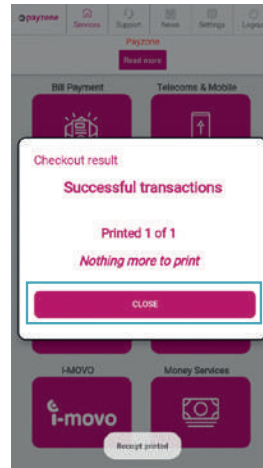 payzone
Services
Support
News
Settings
Logout
Payzone
Read more
Bill Payment
Telecoms & Mobile
Checkout result
Successful transactions
Printed 1 of 1
Nothing more to print
CLOSE
i-MOVO
Money Services
i-movo
Receipt printed